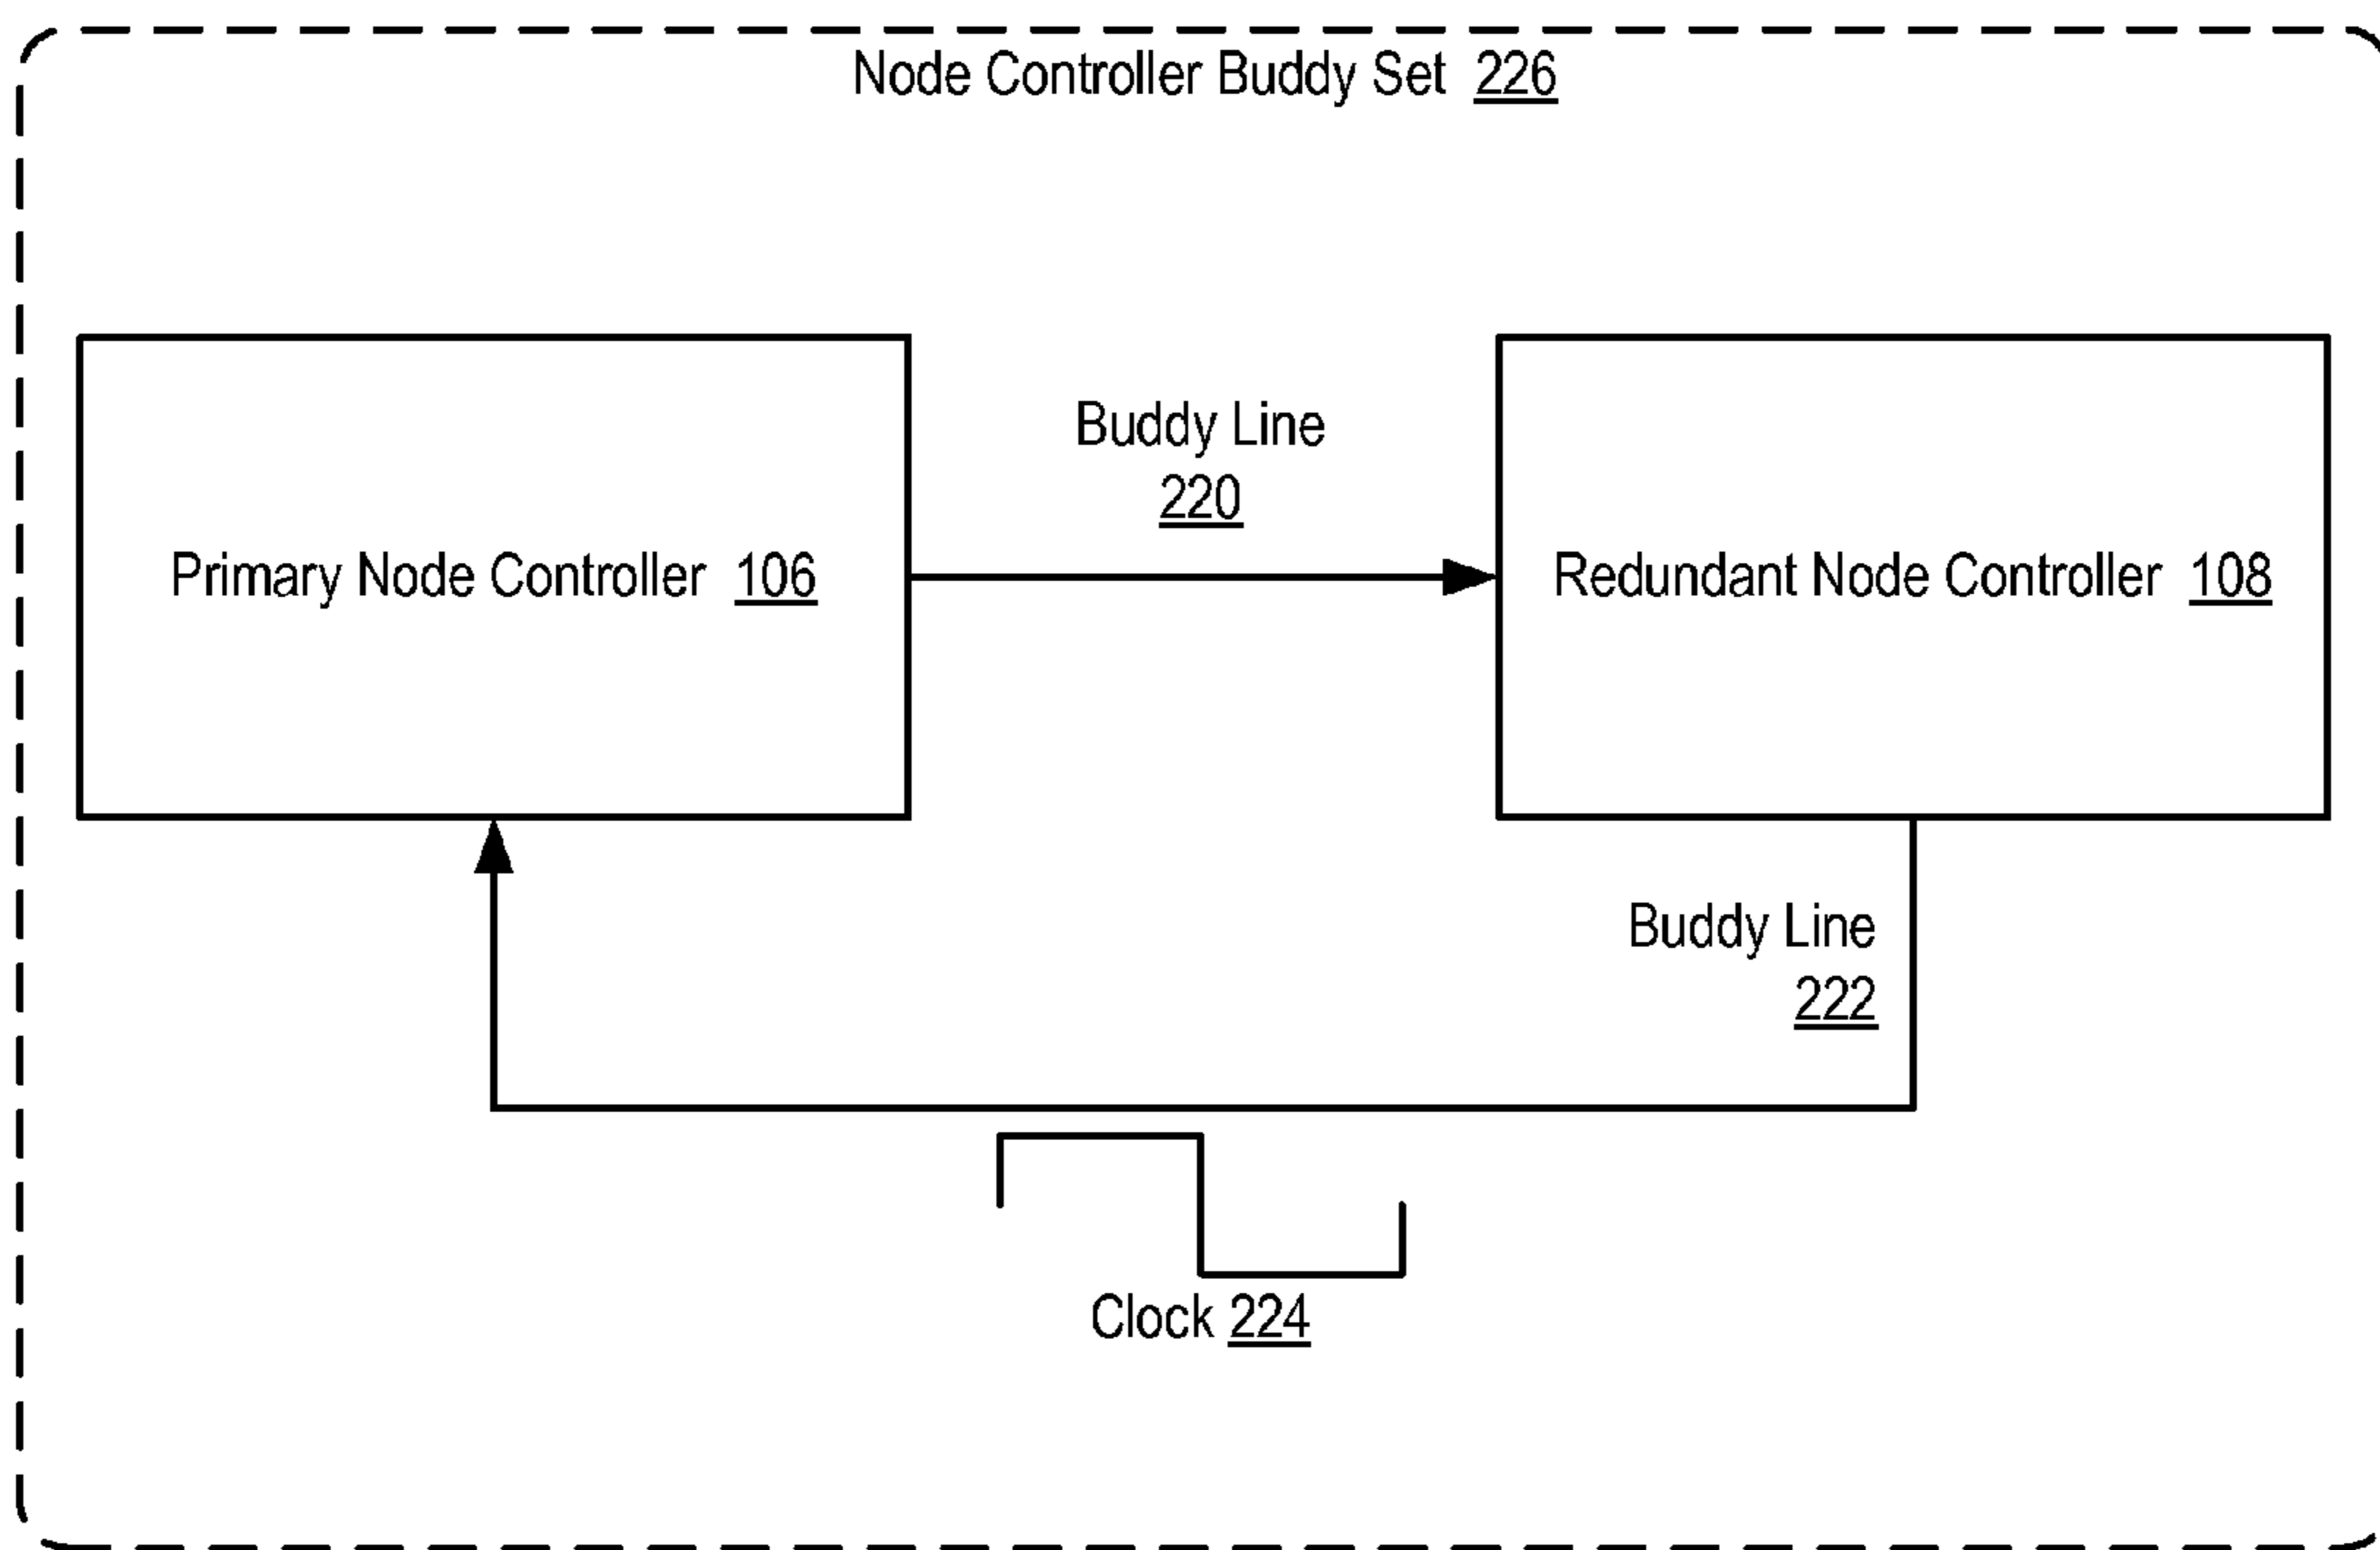 Node Controller Buddy Set 226
Buddy Line
220
Primary Node Controller 106
Redundant Node Controller 108
Buddy Line
222
Clock 224